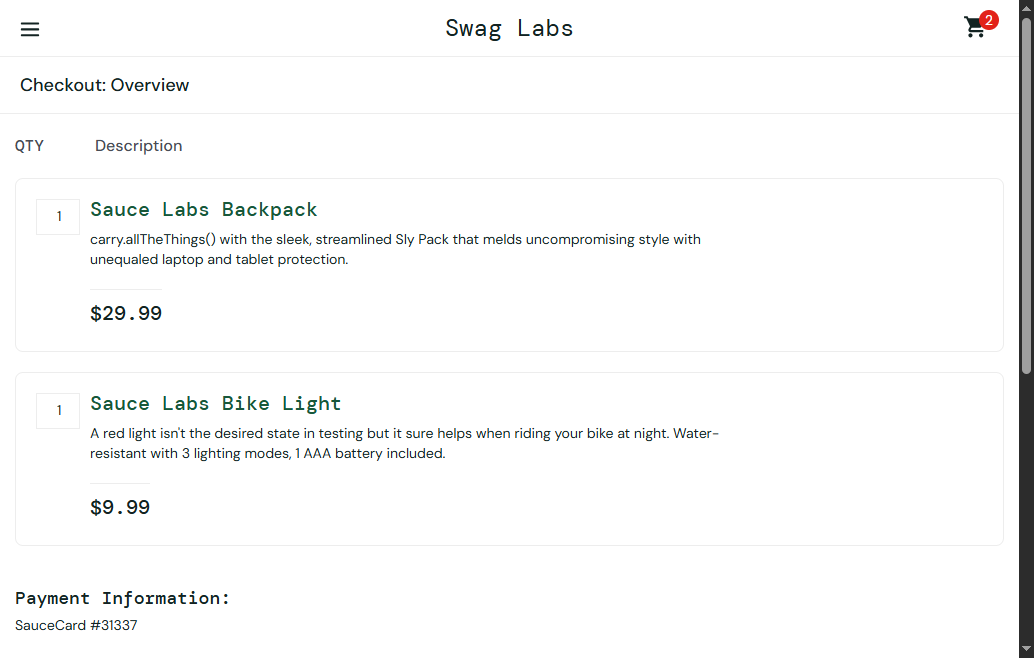 Swag Labs
2
Checkout: Overview
QTY Description
1
Sauce Labs Backpack
carry.allTheThings() with the sleek, streamlined Sly Pack that melds uncompromising style with
unequaled laptop and tablet protection.
$29.99
1
Sauce Labs Bike Light
A red light isn't the desired state in testing but it sure helps when riding your bike at night. Water-
resistant with 3 lighting modes, 1 AAA battery included.
$9.99
Payment Information:
SauceCard #31337